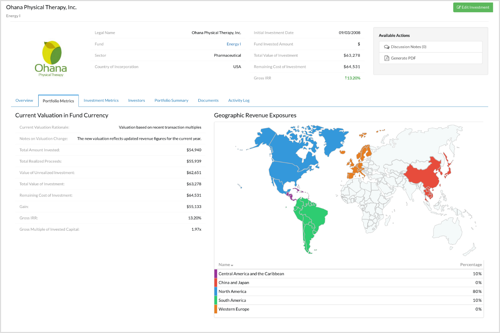 Ohana Physical Therapy, Inc.
Energy I
Edit Investment
Ohana
Physical Therapy
Legal Name Ohana Physical Therapy, Inc.
Fund Energy I
Sector Pharmaceutical
Country of Incorporation USA
Initial Investment Date 09/03/2008
Fund Interests Amount 8
Total Value of Investment $63,278
Remaining Cost of Investment $64,531
Gross IRR 13.20%
Available Actions
Discussion Notes (0)
Generate PDF
Overview Portfolio Metrics Investment Metrics Investors Portfolio Summary Documents Activity Log
Current Valuation in Fund Currency
Current Valuation Rationale: Valuation based on recent transaction multiples
Notes on Valuation Change: The new valuation reflects updated revenue figures for the current year.
Total Amount Invested: $54,940
Total Realized Proceeds: $55,939
Value of Unrealized Investment: $62,651
Total Value of Investment: $63,278
Remaining Cost of Investment: $64,531
Gain: $55,133
Gross IRR 13.20%
Gross Multiple of Invested Capital 1.97x
Geographic Revenue Exposures
Name Percentage
Central America and the Caribbean 10%
China and Japan 0%
North America 80%
South America 10%
Western Europe 0%